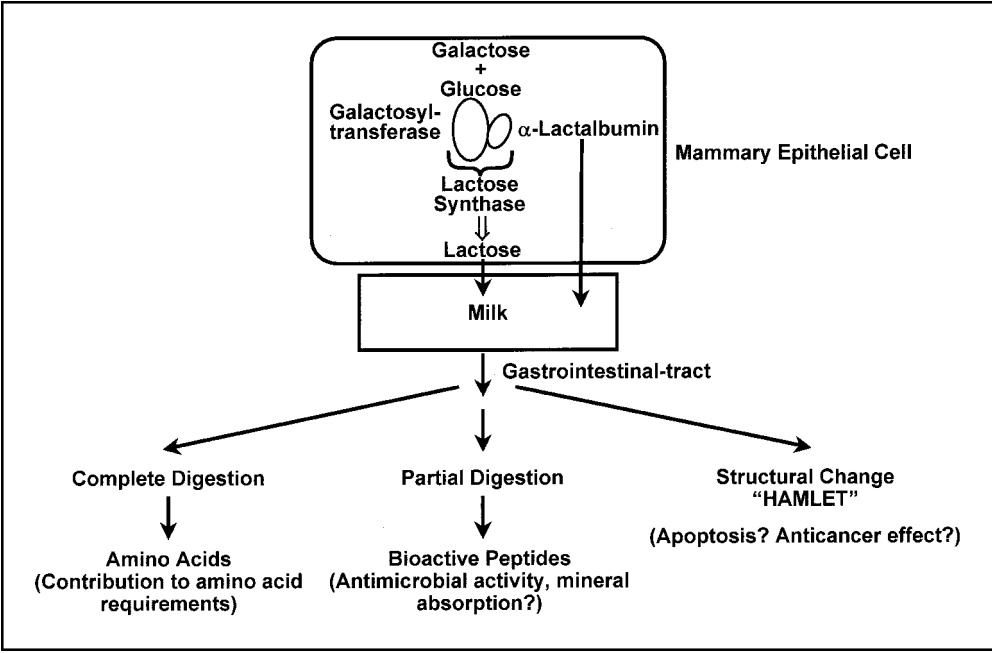 Galactose
+
Glucose
Galactosyl-
transferase
α-Lactalbumin
Mammary Epithelial Cell
Lactose
Synthase
Lactose
Milk
Gastrointestinal-tract
Complete Digestion
Partial Digestion
Structural Change
“HAMLET”
(Apoptosis? Anticancer effect?)
Amino Acids
(Contribution to amino acid
requirements)
Bioactive Peptides
(Antimicrobial activity, mineral
absorption?)